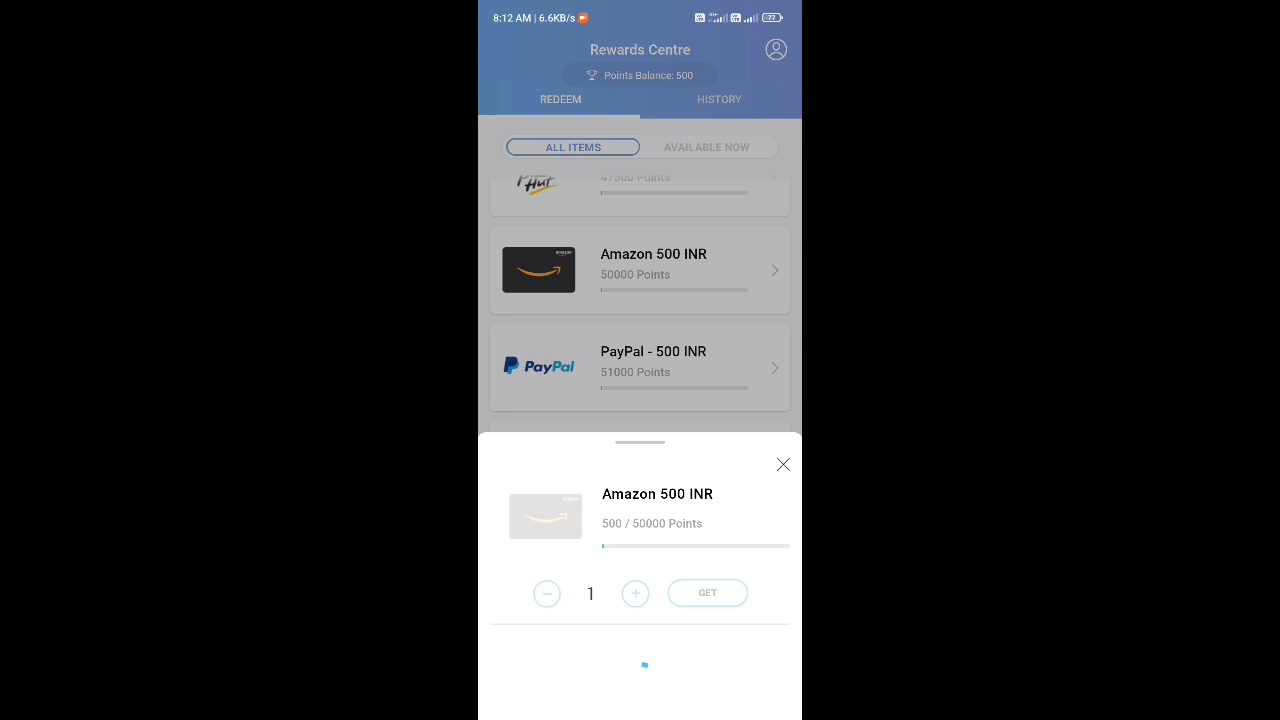 8:12 AM | 6.6KB/s
77
Rewards Centre
Points Balance: 500
REDEEM
HISTORY
ALL ITEMS
AVAILABLE NOW
Hut
47500 Points
Amazon 500 INR
50000 Points
PayPal
PayPal - 500 INR
51000 Points
Amazon 500 INR
500 / 50000 Points
1
GET